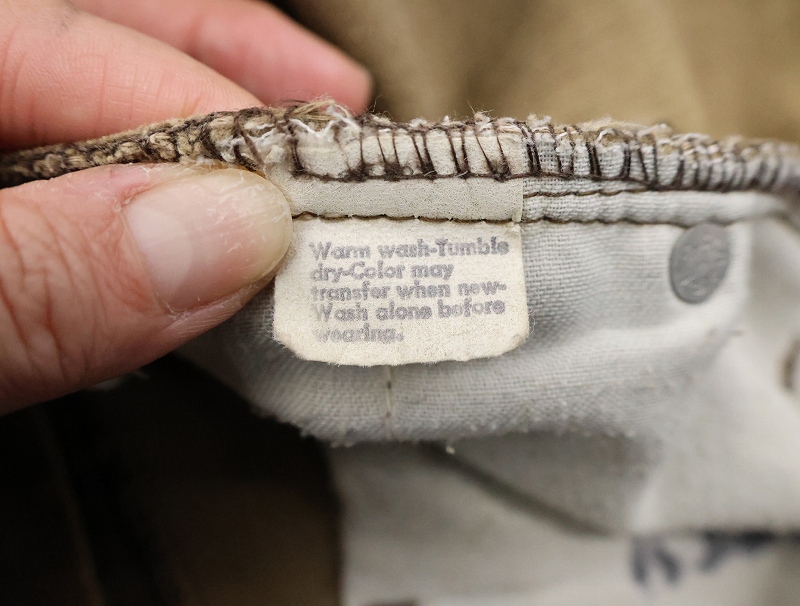 Warm wash-Tumble
dry-Color may
transfer when new-
Wash alone before
wearing.